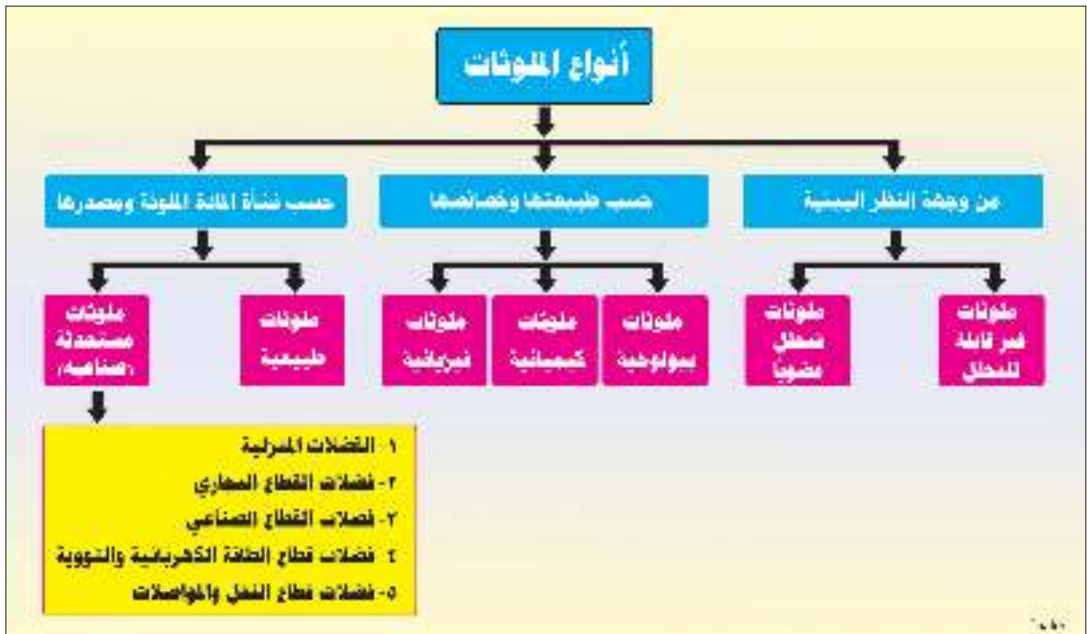 أنواع الملوثات
من وجهة النظر البيئية
حسب طبيعتها وخصائصها
حسب نشأة المادة الملوثة ومصدرها
ملوثات
غير قابلة
للتحلل
ملوثات
تتحلل
عضوياً
ملوثات
بيولوجية
ملوثات
كيميائية
ملوثات
فيزيائية
ملوثات
طبيعية
ملوثات
مستحدثة
(صناعية)
١- الفضلات المنزلية
٢- فضلات القطاع التجاري
٣- فضلات القطاع الصناعي
٤- فضلات قطاع الطاقة الكهربائية والنووية
٥- فضلات قطاع النقل والمواصلات